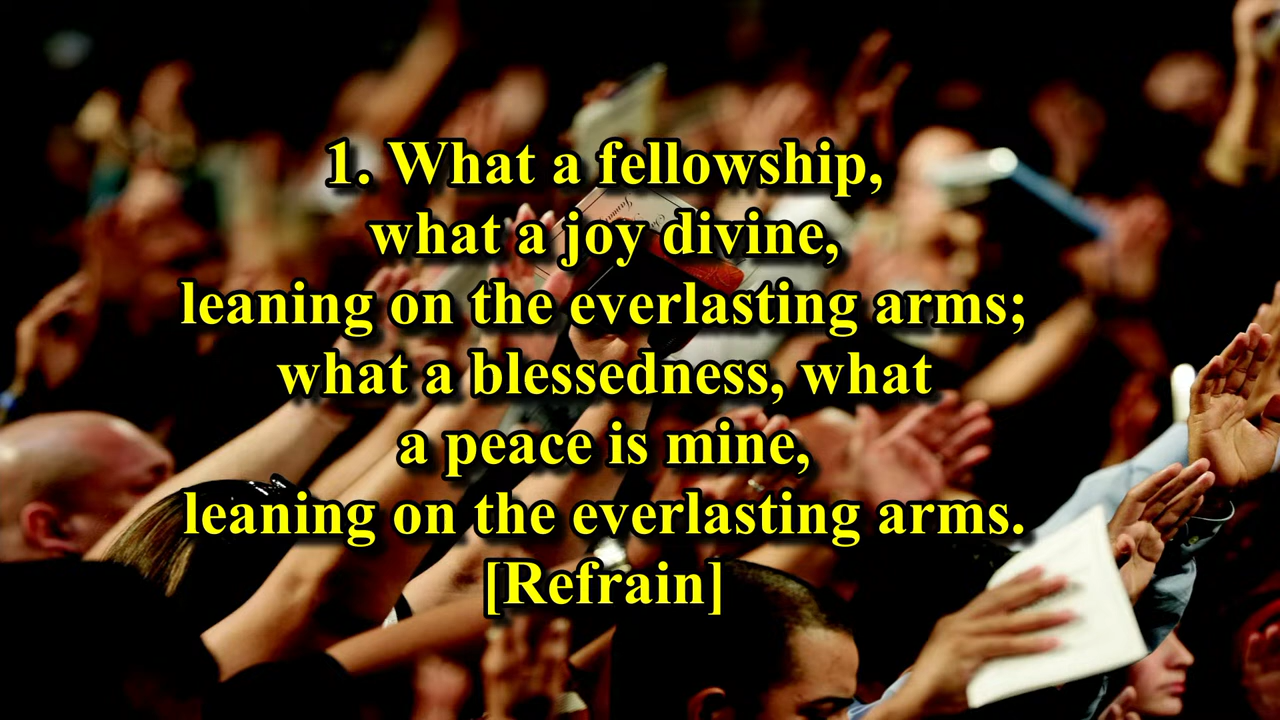 1. What a fellowship,
what a joy divine,
leaning on the everlasting arms;
what a blessedness, what
a peace is mine,
leaning on the everlasting arms.
[Refrain]